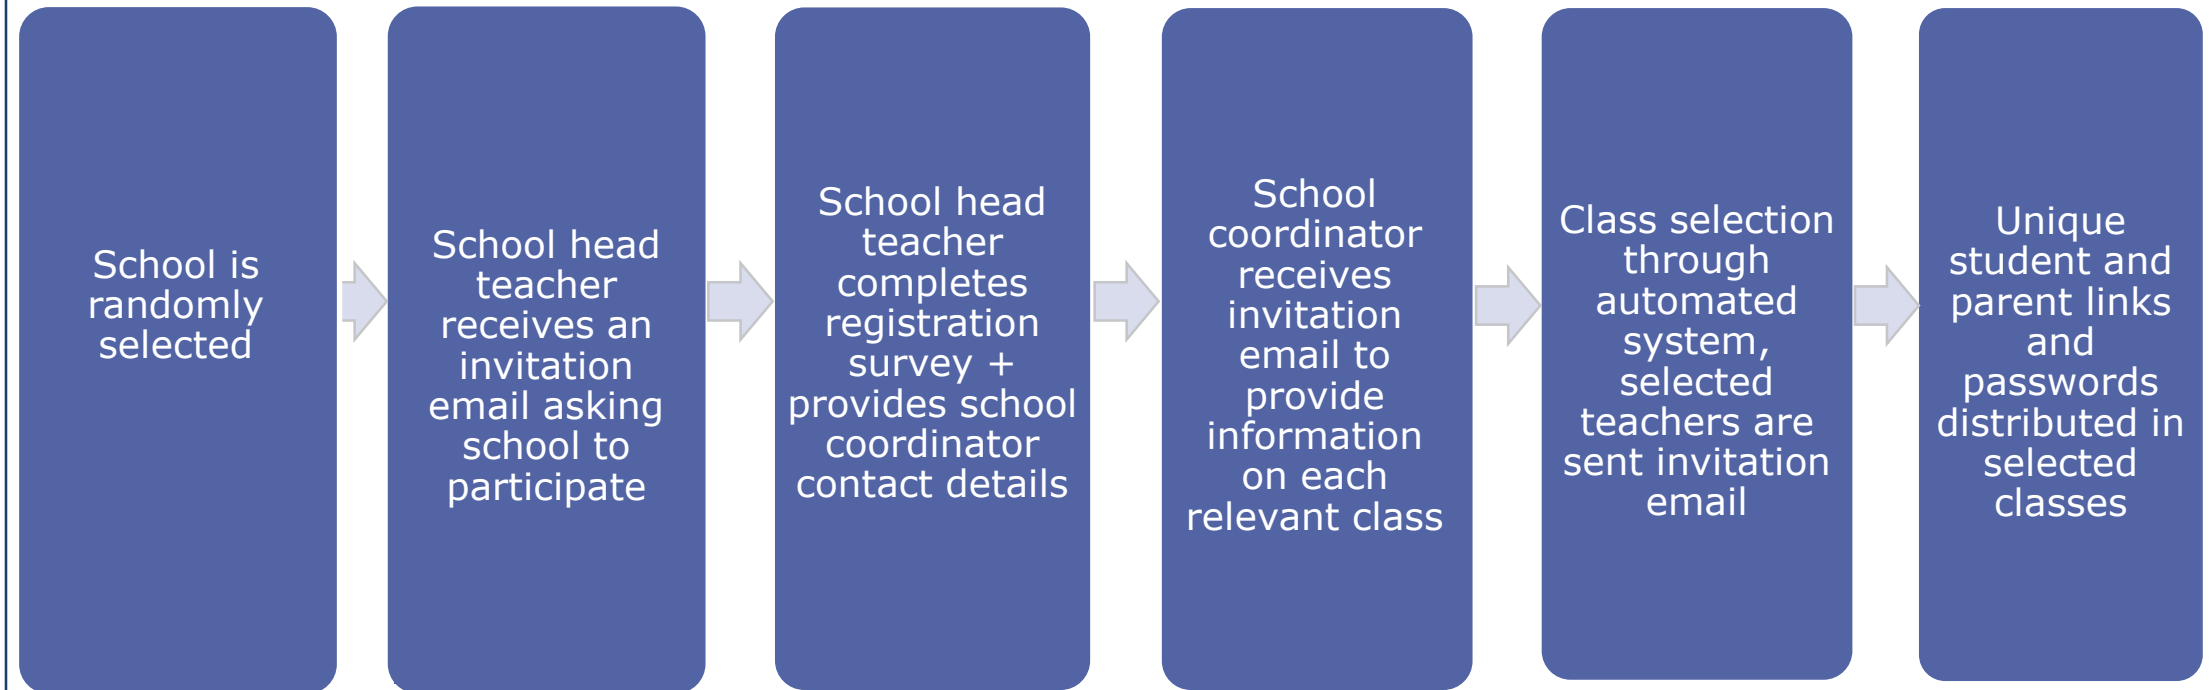 School is
randomly
selected
School head
teacher
receives an
invitation
email asking
school to
participate
School head
teacher
completes
registration
survey +
provides school
coordinator
contact details
School
coordinator
receives
invitation
email to
provide
information
on each
relevant class
Class selection
through
automated
system,
selected
teachers are
sent invitation
email
Unique
student and
parent links
and
passwords
distributed in
selected
classes